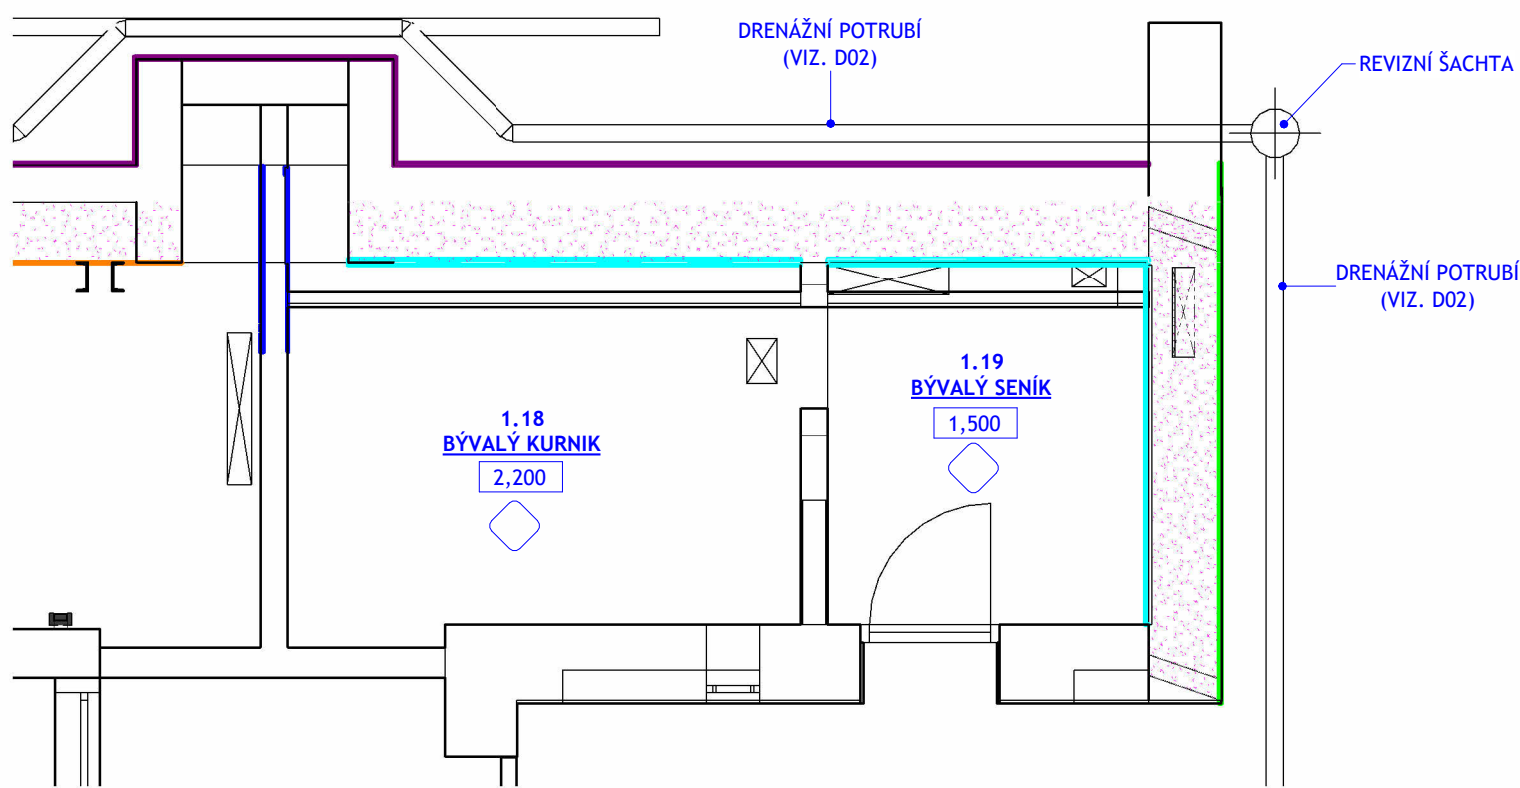 DRENÁŽNÍ POTRUBÍ
(VIZ. D02)
REVIZNÍ ŠACHTA
DRENÁŽNÍ POTRUBÍ
(VIZ. D02)
1.19
BÝVALÝ SENÍK
1,500
1.18
BÝVALÝ KURNIK
2,200